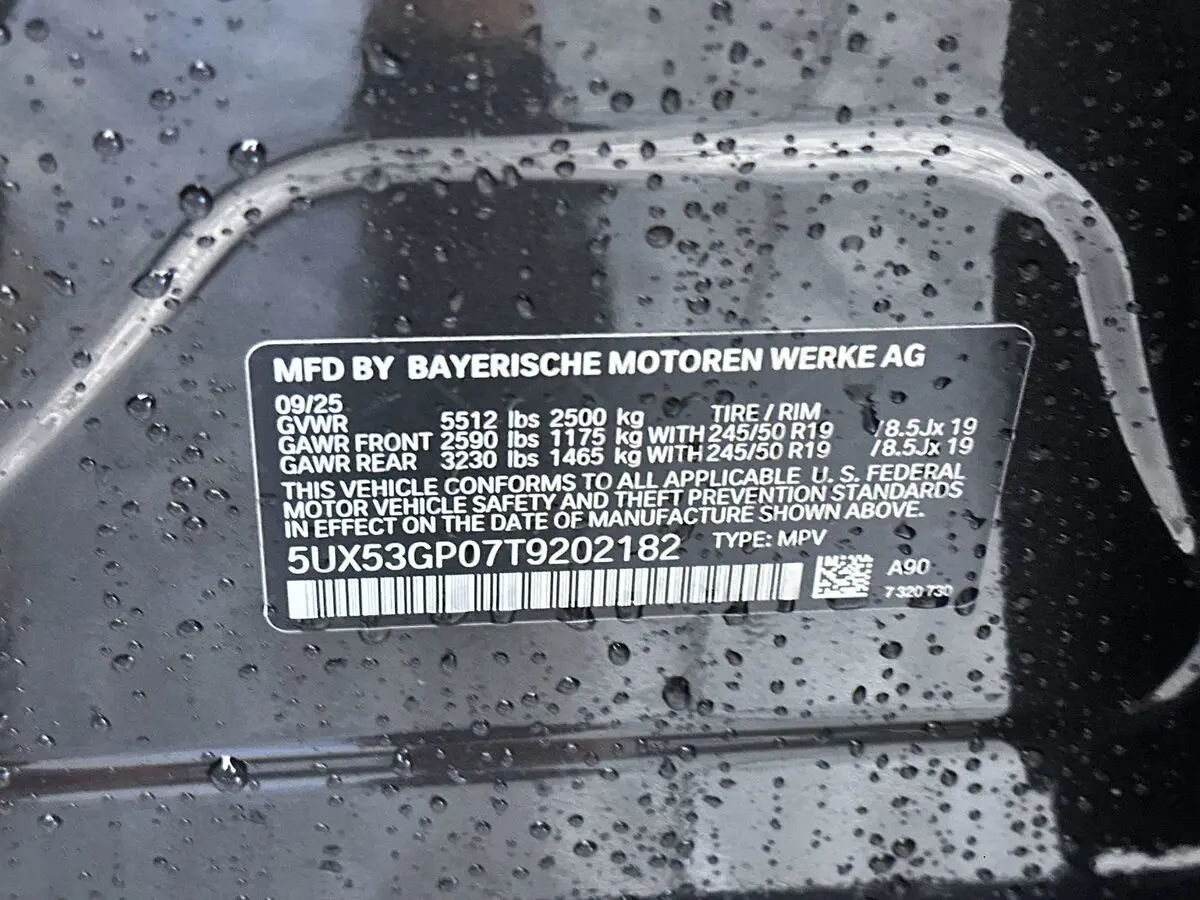 MFD BY BAYERISCHE MOTOREN WERKE AG
09/25
GVWR 5512 lbs 2500 kg TIRE / RIM
GAWR FRONT 2590 lbs 1175 kg WITH 245/50 R19 /8.5Jx 19
GAWR REAR 3230 lbs 1465 kg WITH 245/50 R19 /8.5Jx 19
THIS VEHICLE CONFORMS TO ALL APPLICABLE U. S. FEDERAL
MOTOR VEHICLE SAFETY AND THEFT PREVENTION STANDARDS
IN EFFECT ON THE DATE OF MANUFACTURE SHOWN ABOVE.
5UX53GP07T9202182 TYPE: MPV
A90
7 320 730